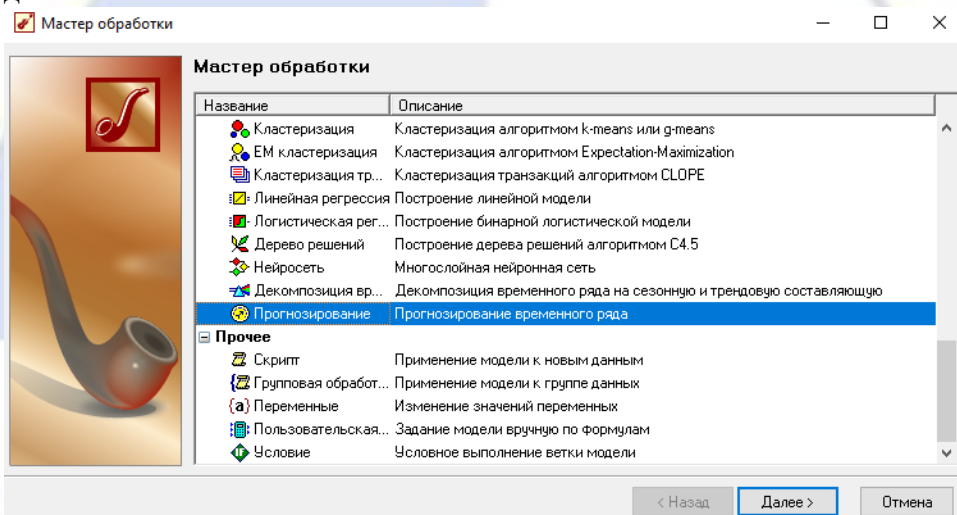 Мастер обработки
Мастер обработки
Название Описание
Кластеризация Кластеризация алгоритмом k-means или g-means
EM кластеризация Кластеризация алгоритмом Expectation-Maximization
Кластеризация тр... Кластеризация транзакций алгоритмом CLOPE
Линейная регрессия Построение линейной модели
Логистическая рег... Построение бинарной логистической модели
Дерево решений Построение дерева решений алгоритмом C4.5
Нейросеть Многослойная нейронная сеть
Декомпозиция вр... Декомпозиция временного ряда на сезонную и трендовую составляющую
Прогнозирование Прогнозирование временного ряда
Прочее
Скрипт Применение модели к новым данным
Групповая обработ... Применение модели к группе данных
{a} Переменные Изменение значений переменных
Пользовательская... Задание модели вручную по формулам
IF Условие Условное выполнение ветки модели
< Назад Далее > Отмена